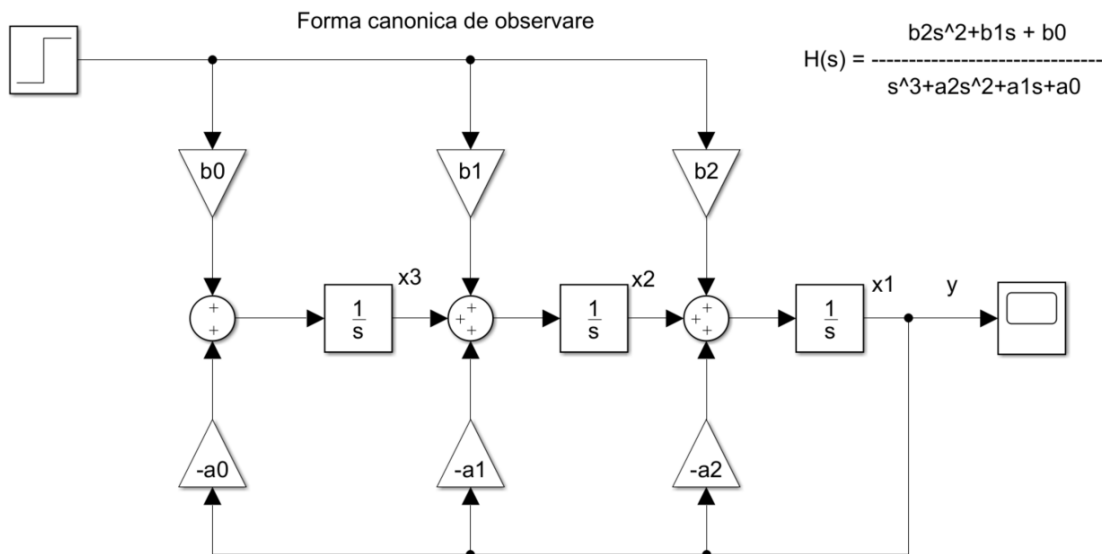 Forma canonica de observare
b2s^2+b1s + b0
H(s) = --------------------------------
s^3+a2s^2+a1s+a0
b0
b1
b2
x3
x2
x1
y
+
+
1
s
+
+
+
1
s
+
+
+
1
s
-a0
-a1
-a2